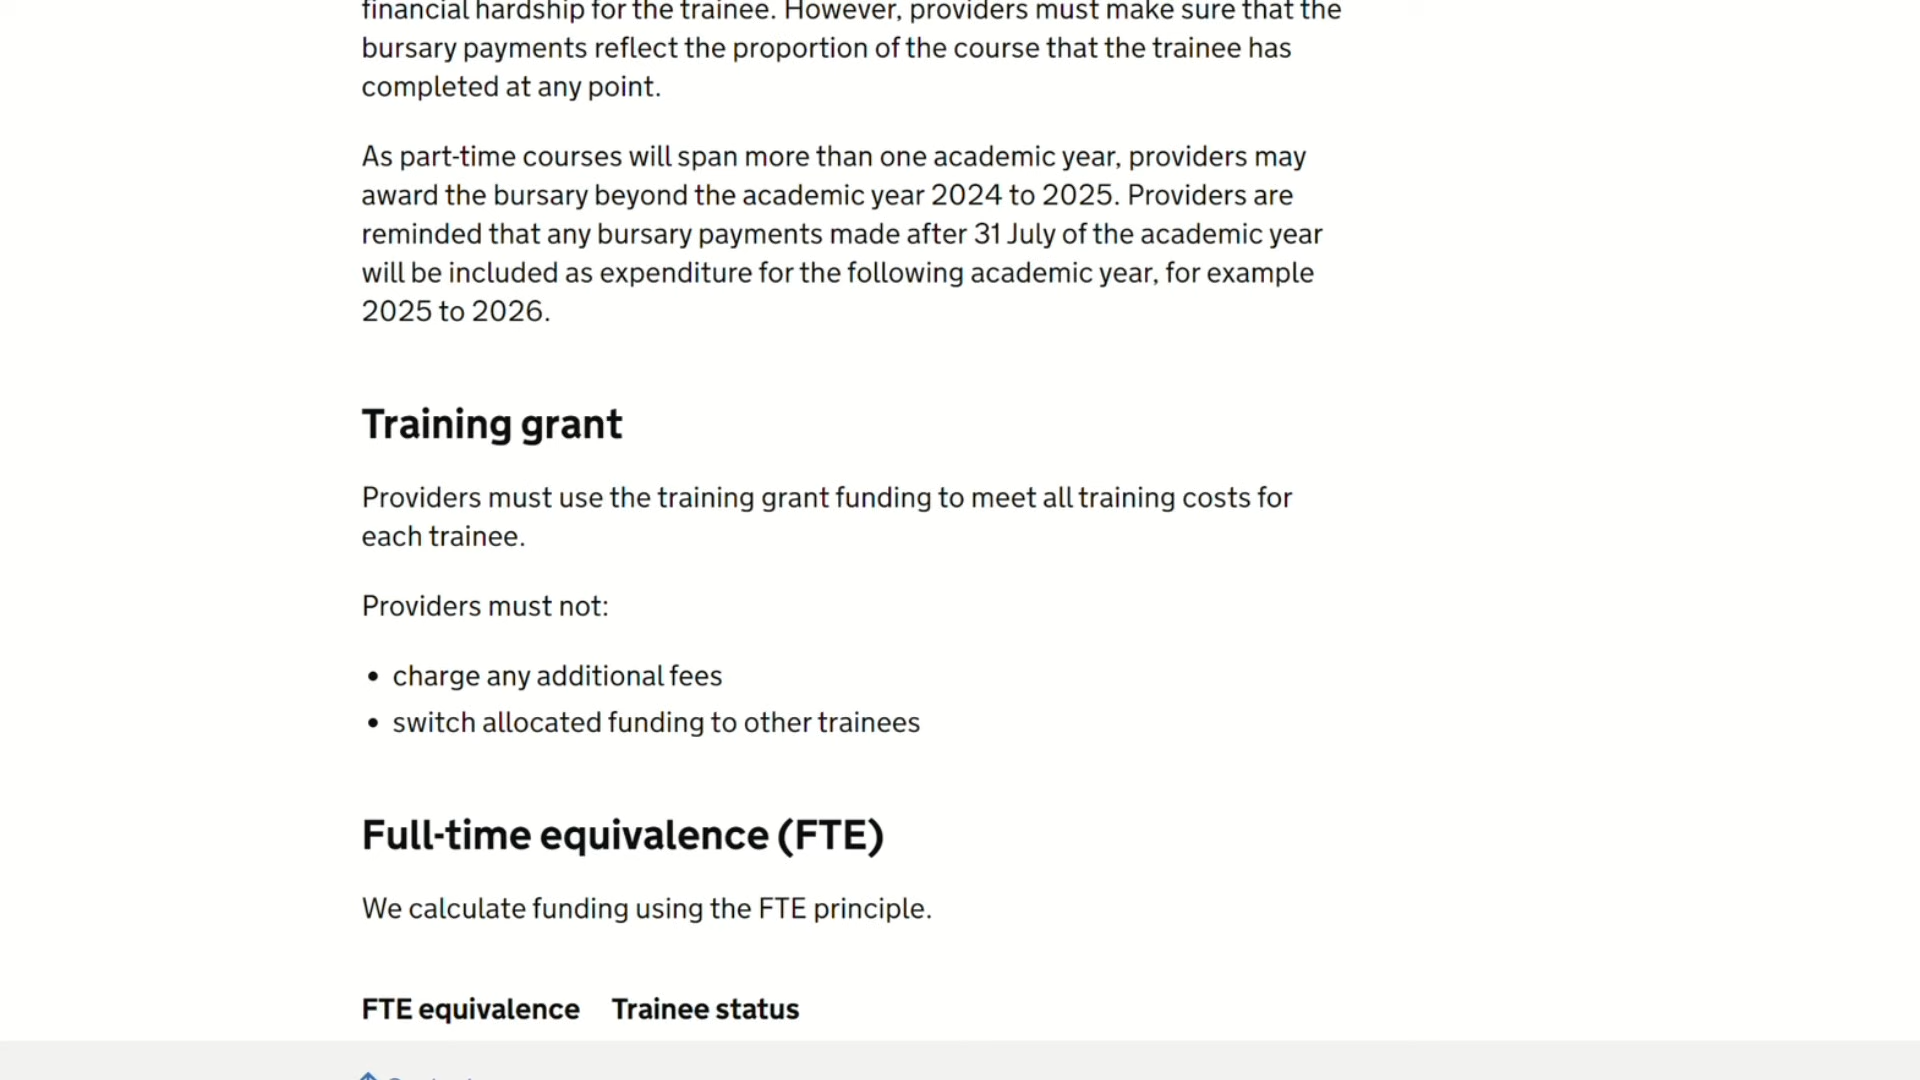 financial hardship for the trainee. However, providers must make sure that the
bursary payments reflect the proportion of the course that the trainee has
completed at any point.
As part-time courses will span more than one academic year, providers may
award the bursary beyond the academic year 2024 to 2025. Providers are
reminded that any bursary payments made after 31 July of the academic year
will be included as expenditure for the following academic year, for example
2025 to 2026.
Training grant
Providers must use the training grant funding to meet all training costs for
each trainee.
Providers must not:
• charge any additional fees
• switch allocated funding to other trainees
Full-time equivalence (FTE)
We calculate funding using the FTE principle.
FTE equivalence Trainee status